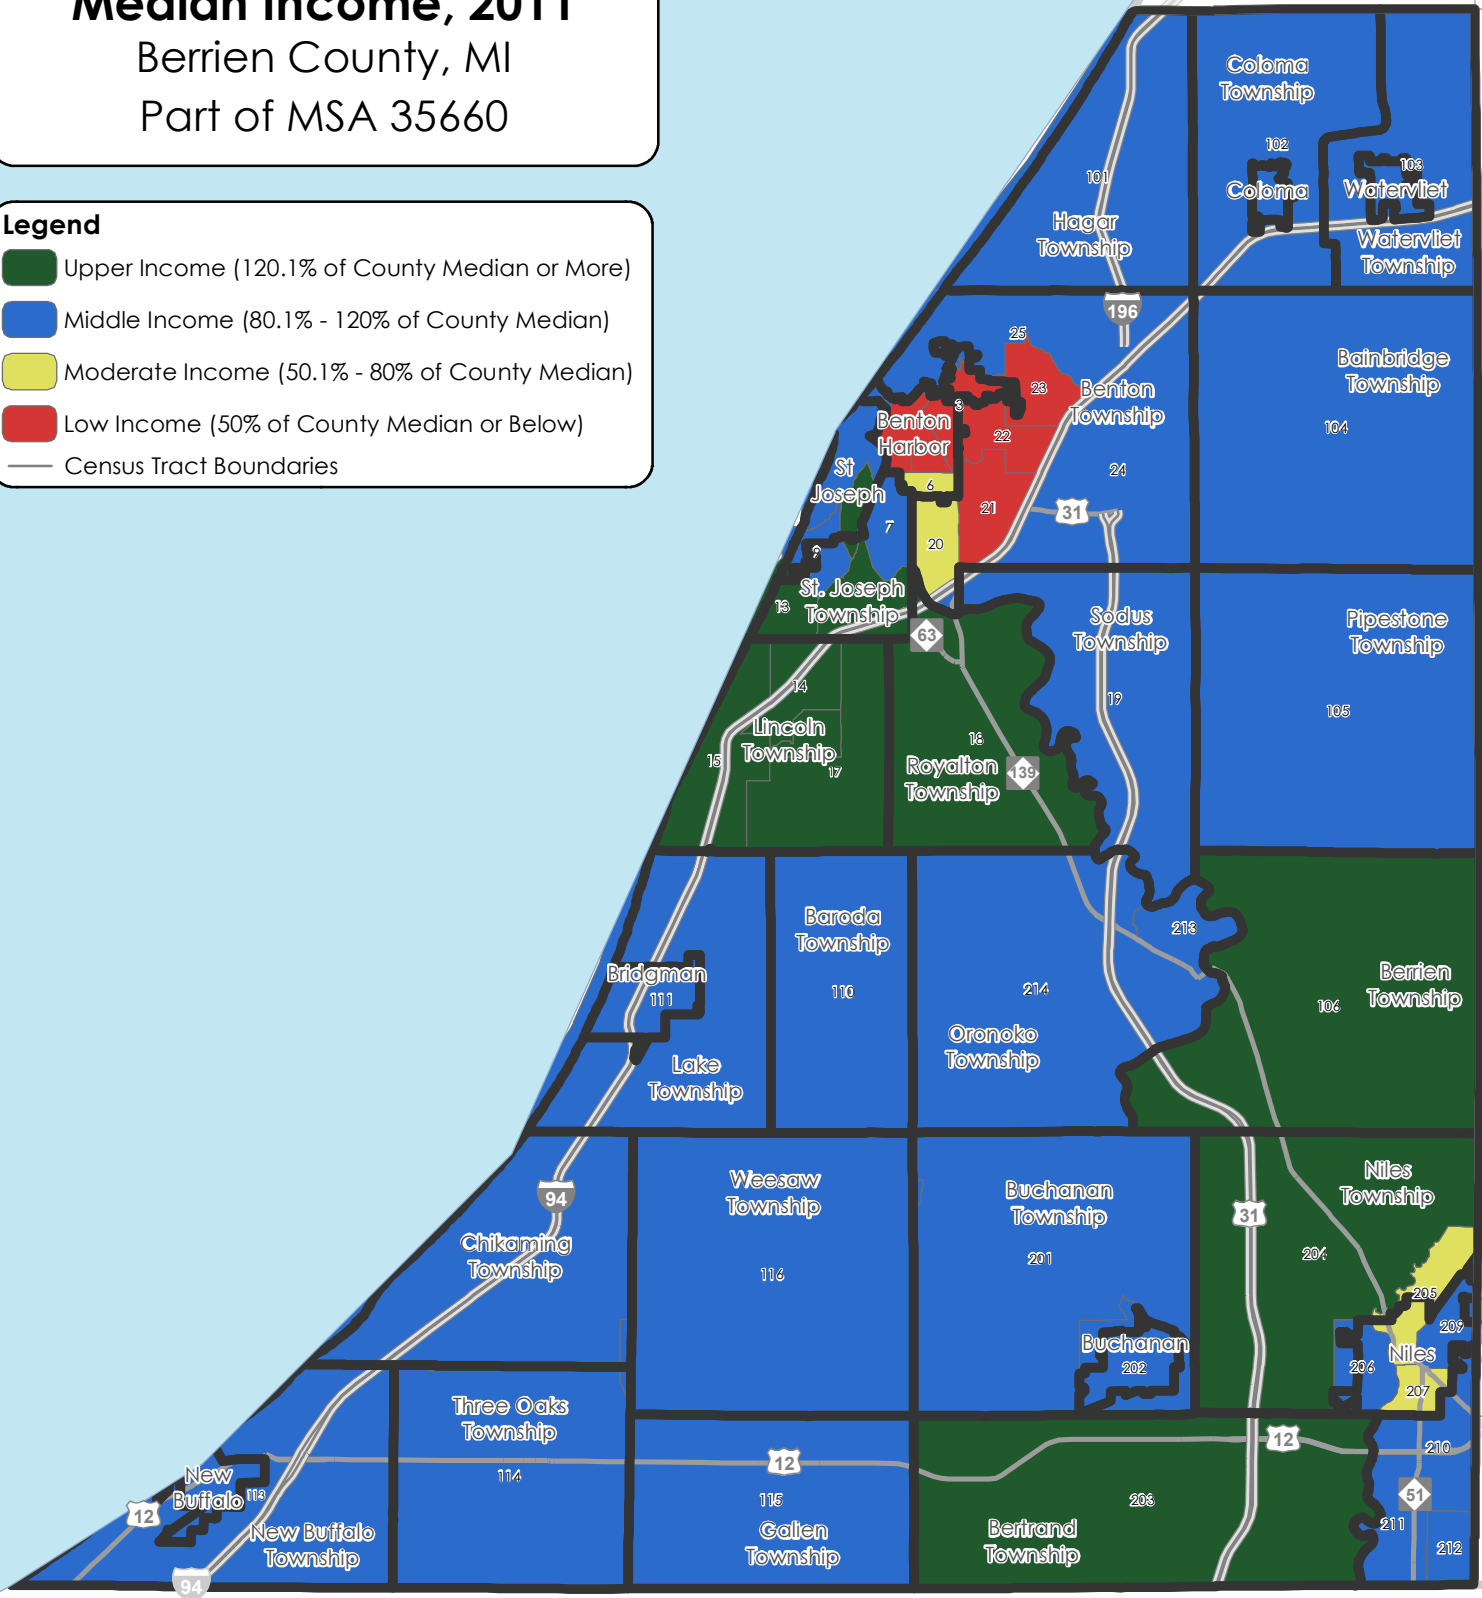 Median Income, 2011
Berrien County, MI
Part of MSA 35660
Legend
Upper Income (120.1% of County Median or More)
Middle Income (80.1% - 120% of County Median)
Moderate Income (50.1% - 80% of County Median)
Low Income (50% of County Median or Below)
Census Tract Boundaries
Coloma
Township
102
Coloma
103
Watervliet
Watervliet
Township
101
Hagar
Township
196
25
23
3
Benton
Township
Benton
Harbor
22
24
Bainbridge
Township
104
St
Joseph
6
21
31
7
20
9
St. Joseph
Township
13
63
Sodus
Township
19
Pipestone
Township
105
14
Lincoln
Township
15
17
18
Royalton
Township
139
Baroda
Township
110
213
Bridgman
111
Lake
Township
214
Oronoko
Township
Berrien
Township
106
94
Chikaming
Township
Weesaw
Township
116
Buchanan
Township
201
31
Niles
Township
204
205
209
Buchanan
202
206
Niles
207
Three Oaks
Township
114
12
115
Galien
Township
12
210
203
Bertrand
Township
51
211
212
New
Buffalo
113
12
New Buffalo
Township
94